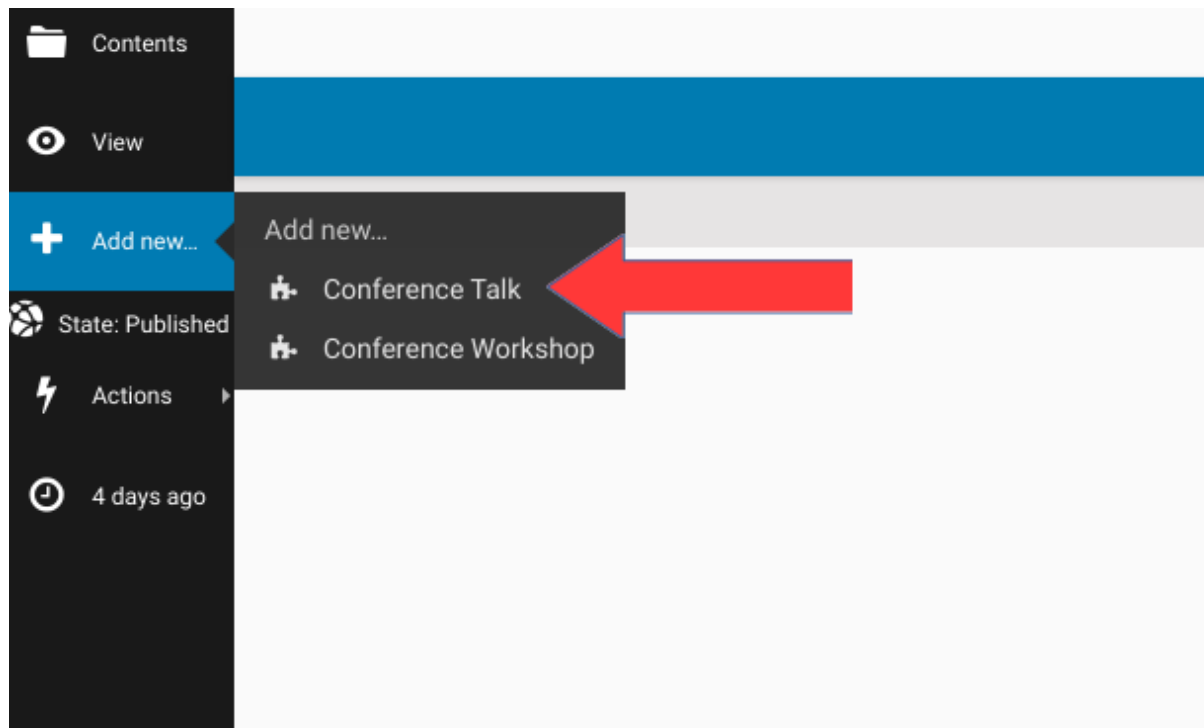 Contents
View
Add new…
Add new…
Conference Talk
Conference Workshop
State: Published
Actions
4 days ago